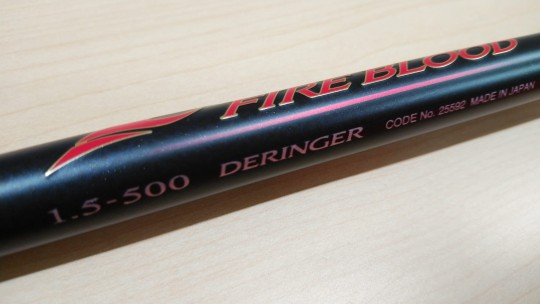 FIRE BLOOD
1.5-500 DERINGER CODE No. 25592 MADE IN JAPAN